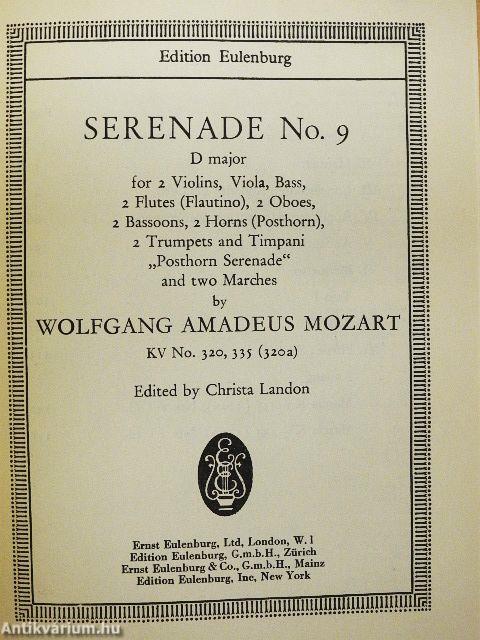 Edition Eulenburg
SERENADE No. 9
D major
for 2 Violins, Viola, Bass,
2 Flutes (Flautino), 2 Oboes,
2 Bassoons, 2 Horns (Posthorn),
2 Trumpets and Timpani
„Posthorn Serenade“
and two Marches
by
WOLFGANG AMADEUS MOZART
KV No. 320, 335 (320a)
Edited by Christa Landon
Ernst Eulenburg, Ltd, London, W. 1
Edition Eulenburg, G.m.b.H., Zürich
Ernst Eulenburg & Co., G.m.b.H., Mainz
Edition Eulenburg, Inc, New York
Antikvárium.hu